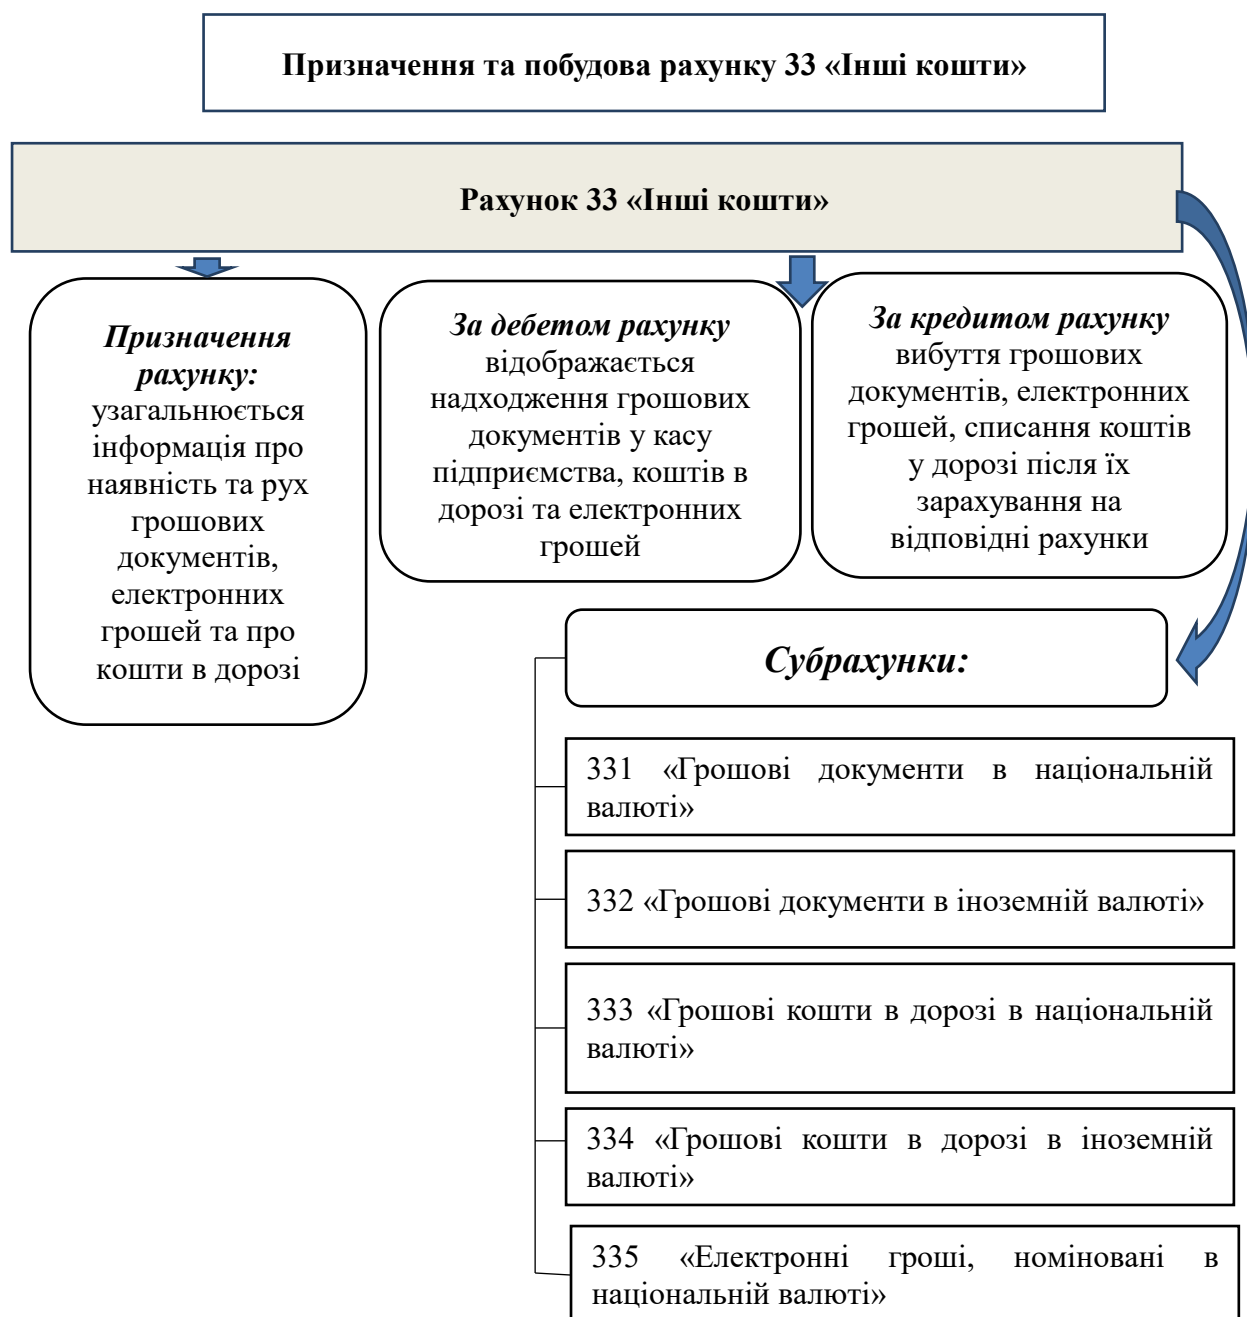 Призначення та побудова рахунку 33 «Інші кошти»
Рахунок 33 «Інші кошти»
Призначення
рахунку:
узагальнюється
інформація про
наявність та рух
грошових
документів,
електронних
грошей та про
кошти в дорозі
За дебетом рахунку
відображається
надходження грошових
документів у касу
підприємства, коштів в
дорозі та електронних
грошей
За кредитом рахунку
вибуття грошових
документів, електронних
грошей, списання коштів
у дорозі після їх
зарахування на
відповідні рахунки
Субрахунки:
331 «Грошові документи в національній
валюті»
332 «Грошові документи в іноземній валюті»
333 «Грошові кошти в дорозі в національній
валюті»
334 «Грошові кошти в дорозі в іноземній
валюті»
335 «Електронні гроші, номіновані в
національній валюті»